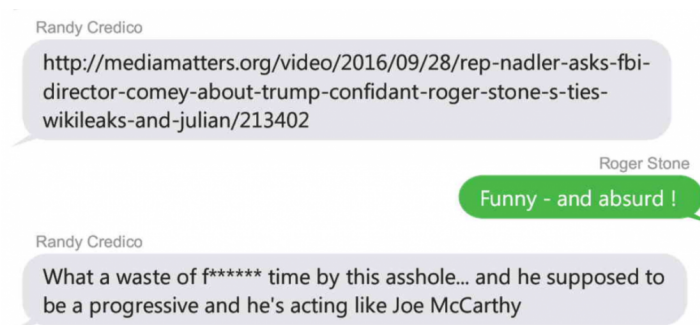 Randy Credico
http://mediamatters.org/video/2016/09/28/rep-nadler-asks-fbi-
director-comey-about-trump-confidant-roger-stone-s-ties-
wikileaks-and-julian/213402
Roger Stone
Funny - and absurd !
Randy Credico
What a waste of f****** time by this asshole... and he supposed to
be a progressive and he's acting like Joe McCarthy